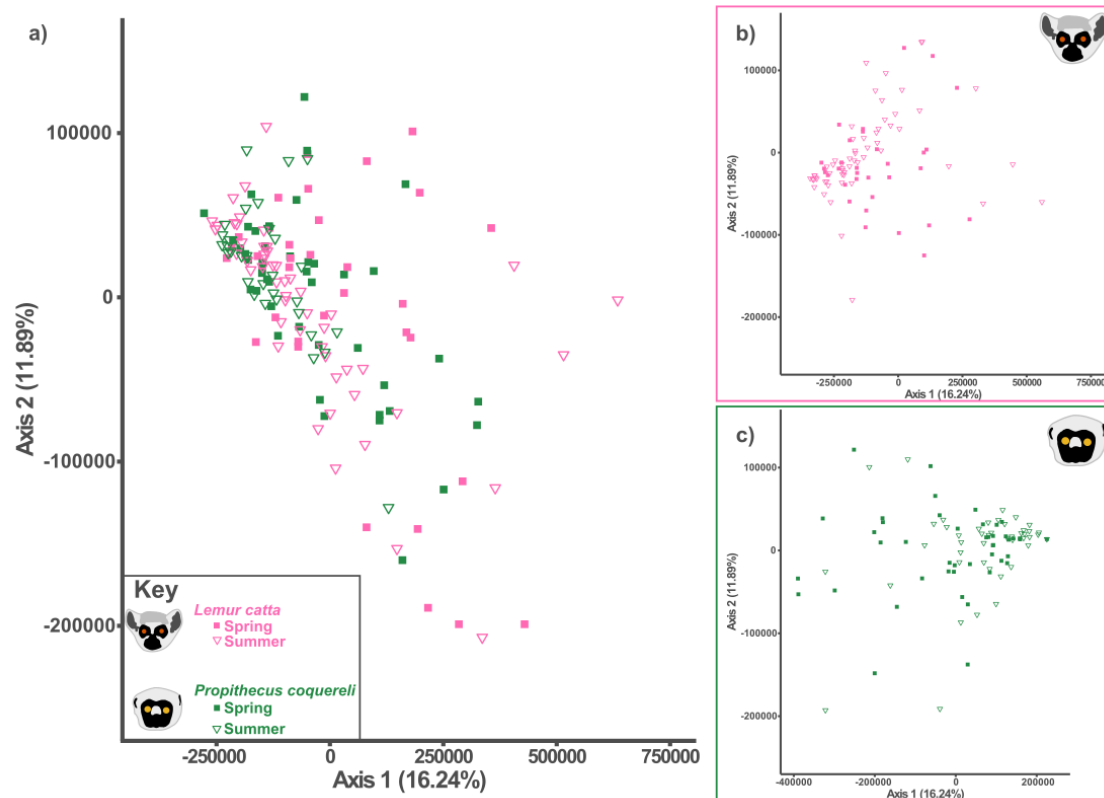 a)
100000
0
-100000
-200000
Axis 2 (11.89%)
-250000 0 250000 500000 750000
Axis 1 (16.24%)
Key
Lemur catta
Spring
Summer
Propithecus coquereli
Spring
Summer
b)
100000
0
-100000
-200000
Axis 2 (11.89%)
-250000 0 250000 500000 750000
Axis 1 (16.24%)
c)
100000
0
-100000
-200000
Axis 2 (11.89%)
-400000 -200000 0 200000
Axis 1 (16.24%)